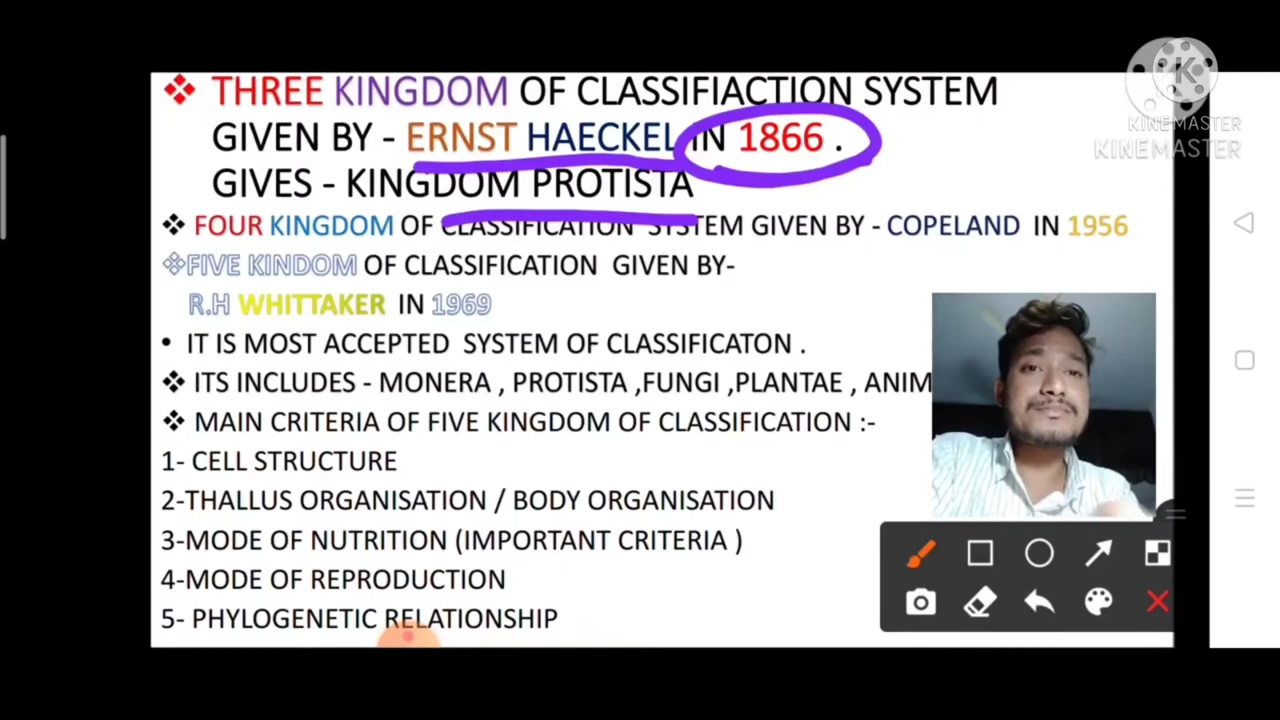 THREE KINGDOM OF CLASSIFIACTION SYSTEM
GIVEN BY - ERNST HAECKEL IN 1866 .
GIVES - KINGDOM PROTISTA
FOUR KINGDOM OF CLASSIFICATION SYSTEM GIVEN BY - COPELAND IN 1956
FIVE KINDOM OF CLASSIFICATION GIVEN BY-
R.H WHITTAKER IN 1969
• IT IS MOST ACCEPTED SYSTEM OF CLASSIFICATON .
ITS INCLUDES - MONERA , PROTISTA ,FUNGI ,PLANTAE , ANIM
MAIN CRITERIA OF FIVE KINGDOM OF CLASSIFICATION :-
1- CELL STRUCTURE
2-THALLUS ORGANISATION / BODY ORGANISATION
3-MODE OF NUTRITION (IMPORTANT CRITERIA )
4-MODE OF REPRODUCTION
5- PHYLOGENETIC RELATIONSHIP
K
KINEMASTER
KINEMASTER